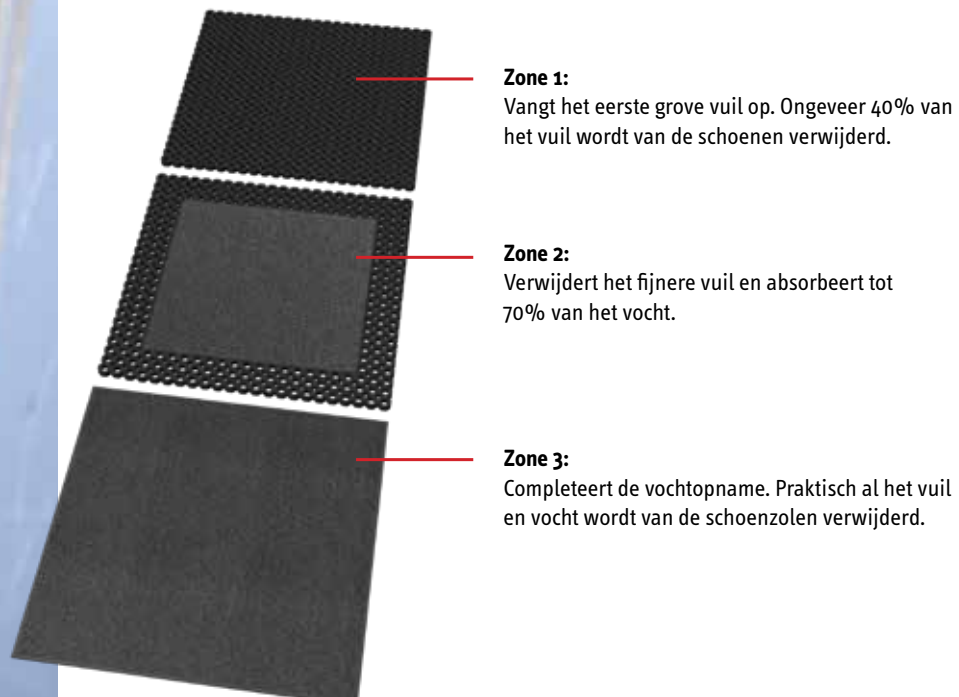 Zone 1:
Vangt het eerste grove vuil op. Ongeveer 40% van
het vuil wordt van de schoenen verwijderd.
Zone 2:
Verwijdert het fijnere vuil en absorbeert tot
70% van het vocht.
Zone 3:
Completeert de vochtopname. Praktisch al het vuil
en vocht wordt van de schoenzolen verwijderd.